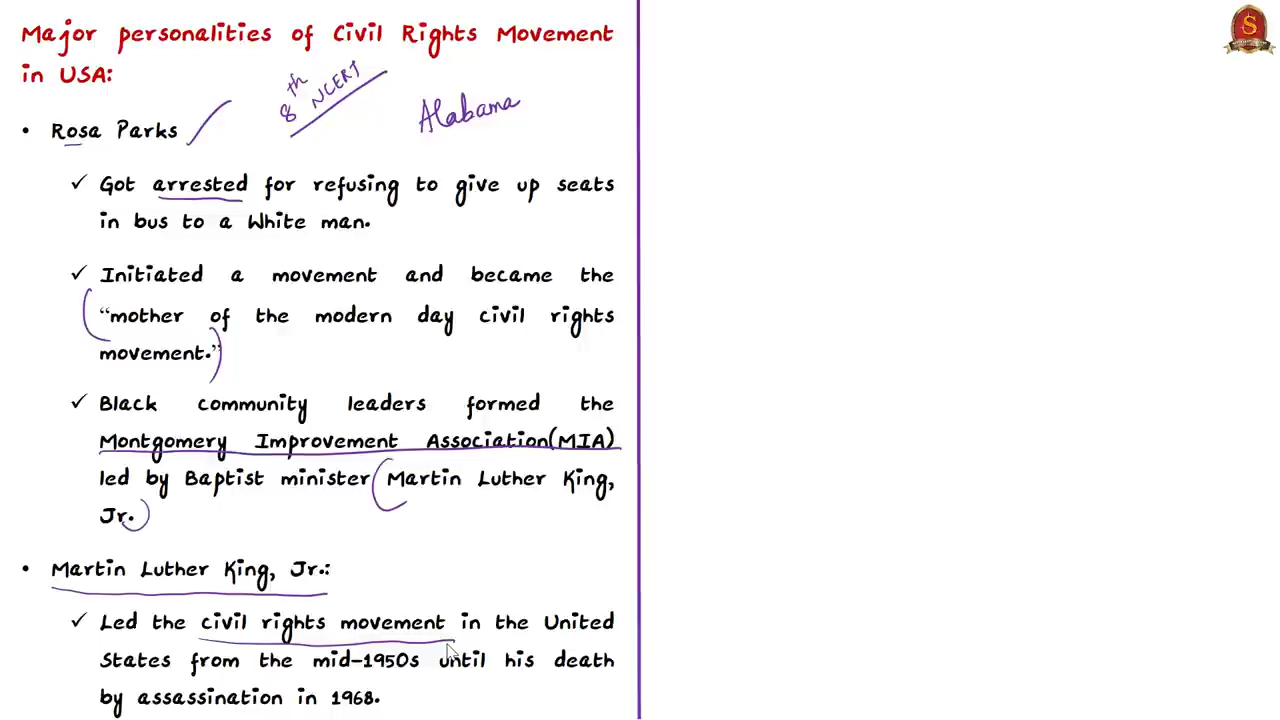 Major personalities of Civil Rights Movement
in USA:
8th NCERT
Alabama
• Rosa Parks
✓ Got arrested for refusing to give up seats
in bus to a White man.
✓ Initiated a movement and became the
“mother of the modern day civil rights
movement.”
✓ Black community leaders formed the
Montgomery Improvement Association(MIA)
led by Baptist minister Martin Luther King,
Jr.
• Martin Luther King, Jr.:
✓ Led the civil rights movement in the United
States from the mid-1950s until his death
by assassination in 1968.
S